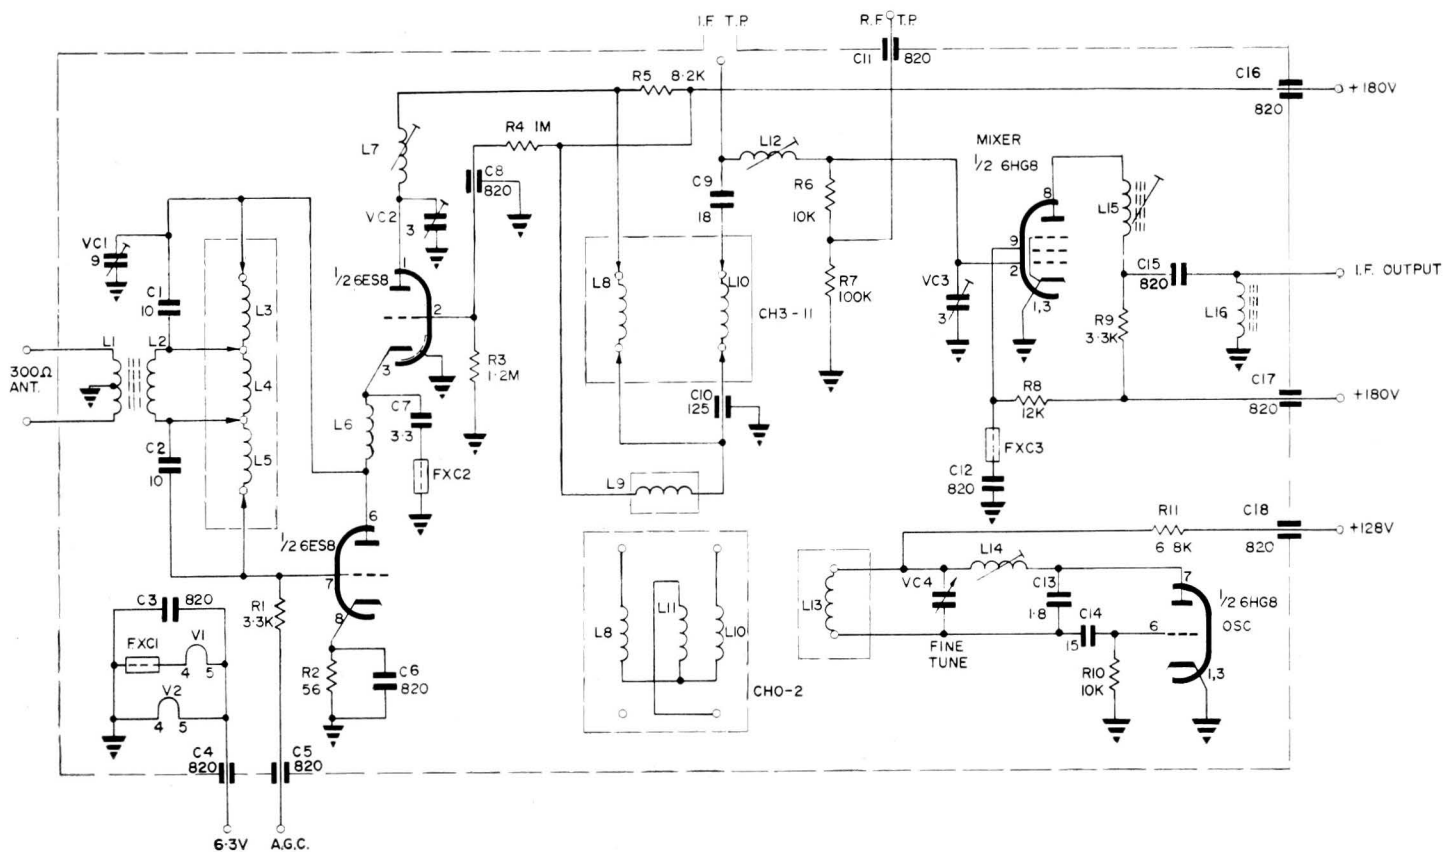 I.F. T.P.
R.F. T.P.
C11
820
R5 8.2K
C16
820
+180V
R4 1M
L7
C8
820
L12
MIXER
1/2 6HG8
8
C9
18
R6
10K
L15
VC2
3
VC1
9
9
2
1
1/2 6ES8
2
3
C1
10
L3
L8
L10
CH3-11
R7
100K
VC3
3
1,3
C15
820
I.F. OUTPUT
L16
R9
3.3K
L1
L2
300Ω
ANT.
L4
R3
1.2M
C10
125
R8
12K
C17
820
+180V
C2
10
L5
L6
C7
3.3
FXC2
FXC3
C12
820
L9
6
1/2 6ES8
7
8
R11
6 8K
C18
820
+128V
L14
L13
VC4
FINE
TUNE
C13
1.8
C14
15
7
1/2 6HG8
OSC
6
1,3
R10
10K
C3
820
FXC1
V1
4
5
V2
4
5
R1
3.3K
R2
56
C6
820
L8
L11
L10
CH0-2
C4
820
C5
820
6.3V
A.G.C.